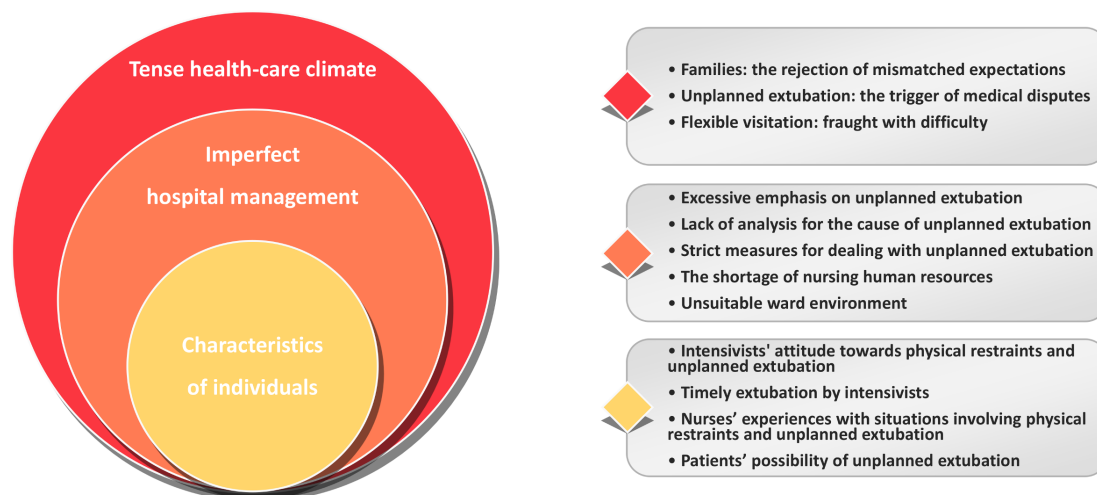 Tense health-care climate
Imperfect
hospital management
Characteristics
of individuals
• Families: the rejection of mismatched expectations
• Unplanned extubation: the trigger of medical disputes
• Flexible visitation: fraught with difficulty
• Excessive emphasis on unplanned extubation
• Lack of analysis for the cause of unplanned extubation
• Strict measures for dealing with unplanned extubation
• The shortage of nursing human resources
• Unsuitable ward environment
• Intensivists' attitude towards physical restraints and
unplanned extubation
• Timely extubation by intensivists
• Nurses’ experiences with situations involving physical
restraints and unplanned extubation
• Patients’ possibility of unplanned extubation